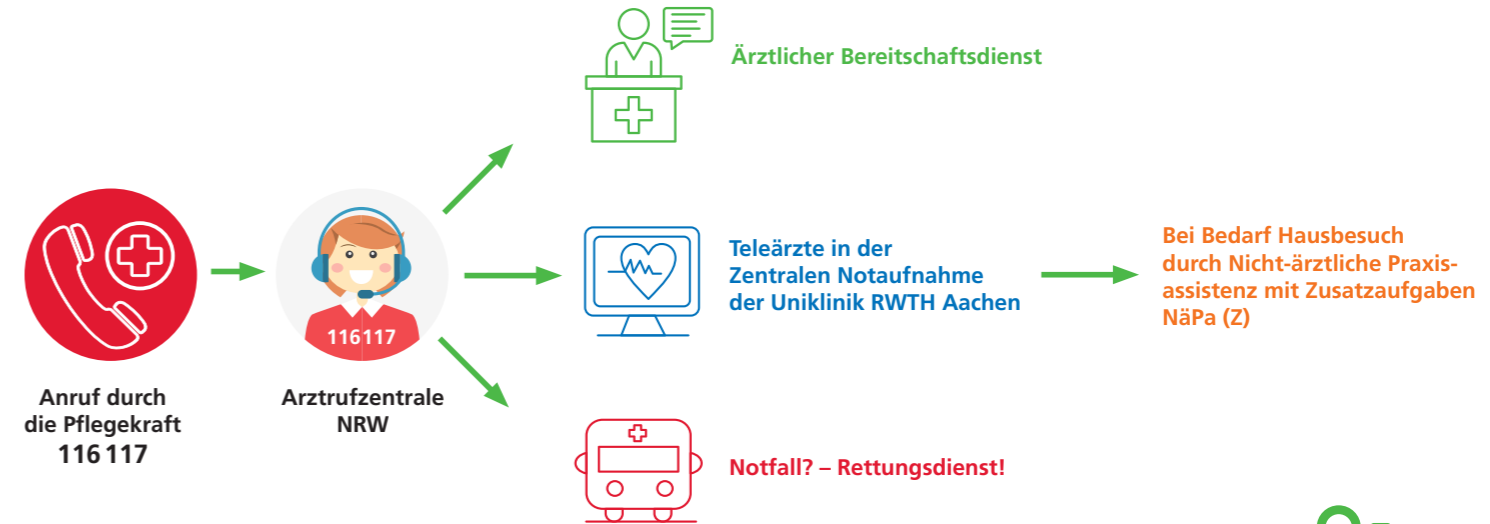 Anruf durch
die Pflegekraft
116 117
116117
Arztrufzentrale
NRW
Ärztlicher Bereitschaftsdienst
Teleärzte in der
Zentralen Notaufnahme
der Uniklinik RWTH Aachen
Notfall? – Rettungsdienst!
Bei Bedarf Hausbesuch
durch Nicht-ärztliche Praxis-
assistenz mit Zusatzaufgaben
NäPa (Z)